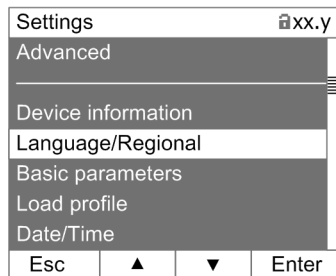 Settings xx.y
Advanced
Device information
Language/Regional
Basic parameters
Load profile
Date/Time
Esc ▲ ▼ Enter